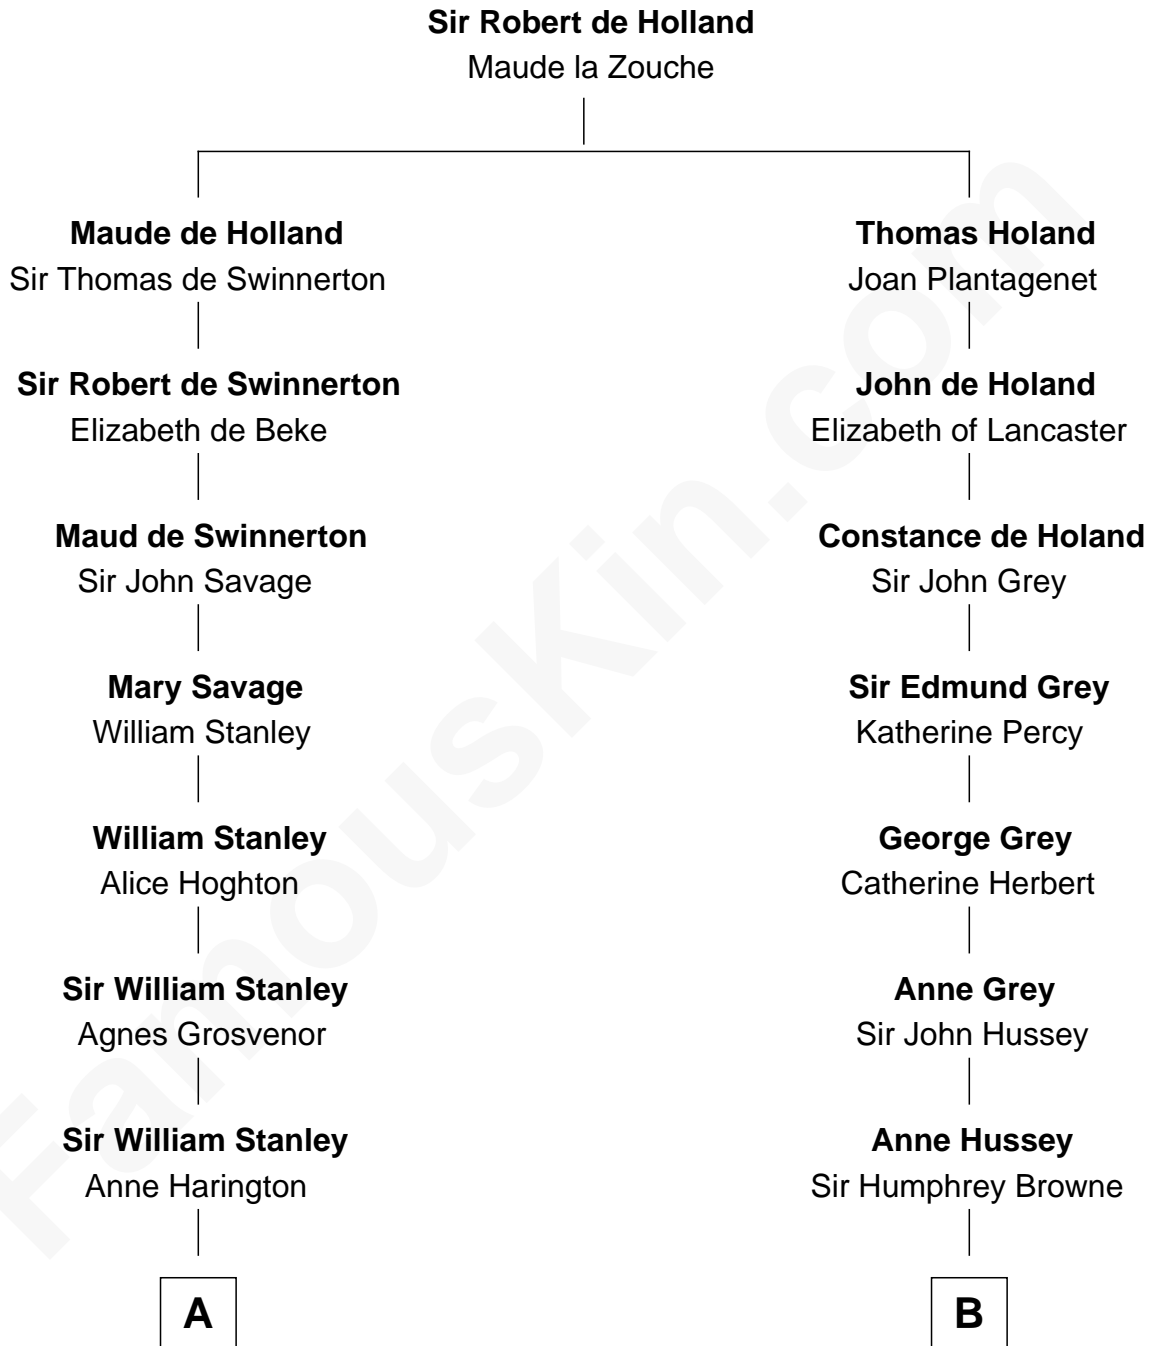 Sir Robert de Holland
Maude la Zouche
Maude de Holland
Sir Thomas de Swinnerton
Thomas Holand
Joan Plantagenet
Sir Robert de Swinnerton
Elizabeth de Beke
John de Holand
Elizabeth of Lancaster
Maud de Swinnerton
Sir John Savage
Constance de Holand
Sir John Grey
Mary Savage
William Stanley
Sir Edmund Grey
Katherine Percy
William Stanley
Alice Hoghton
George Grey
Catherine Herbert
Sir William Stanley
Agnes Grosvenor
Anne Grey
Sir John Hussey
Sir William Stanley
Anne Harington
Anne Hussey
Sir Humphrey Browne
A
B
FamousKin.com